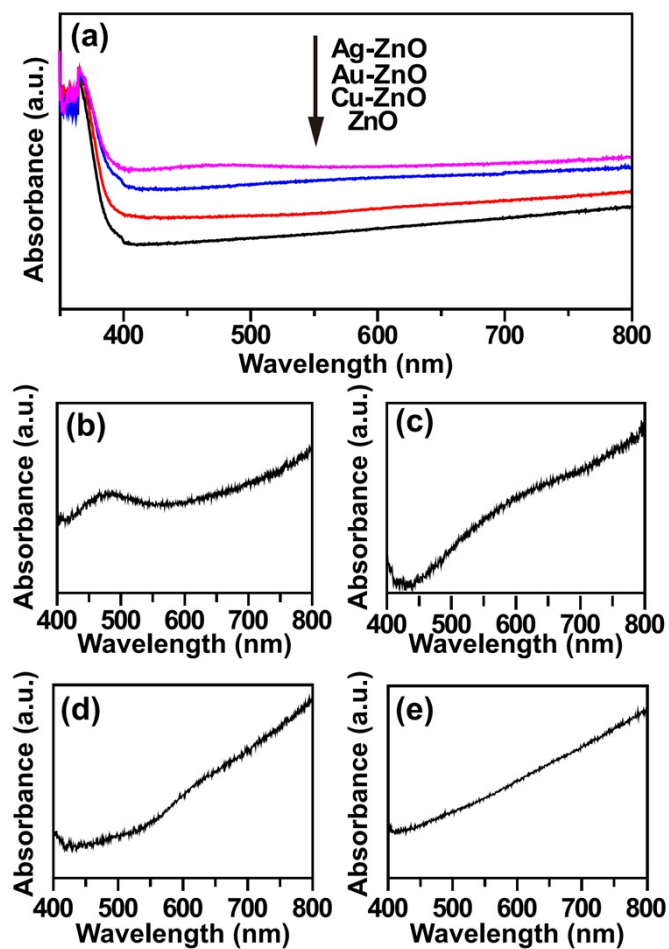 (a)
Ag-ZnO
Au-ZnO
Cu-ZnO
ZnO
Absorbance (a.u.)
400 500 600 700 800
Wavelength (nm)
(b)
Absorbance (a.u.)
400 500 600 700 800
Wavelength (nm)
(c)
Absorbance (a.u.)
400 500 600 700 800
Wavelength (nm)
(d)
Absorbance (a.u.)
400 500 600 700 800
Wavelength (nm)
(e)
Absorbance (a.u.)
400 500 600 700 800
Wavelength (nm)